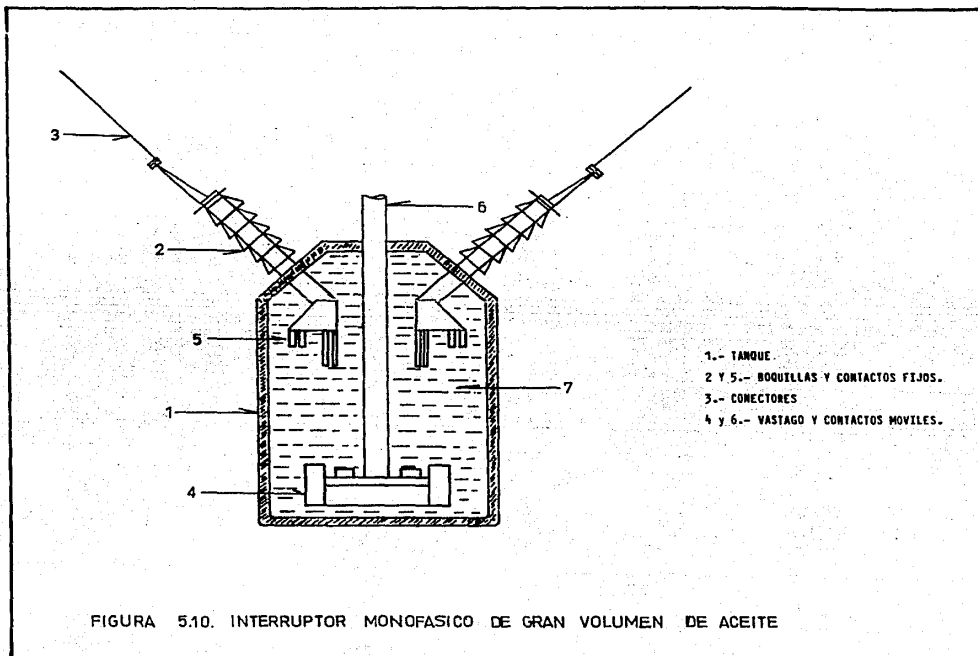 3
6
2
5
7
1
4
1.- TANQUE.
2 Y 5.- BOQUILLAS Y CONTACTOS FIJOS.
3.- CONECTORES
4 y 6.- VASTAGO Y CONTACTOS MOVILES.
FIGURA 5.10. INTERRUPTOR MONOFASICO DE GRAN VOLUMEN DE ACEITE